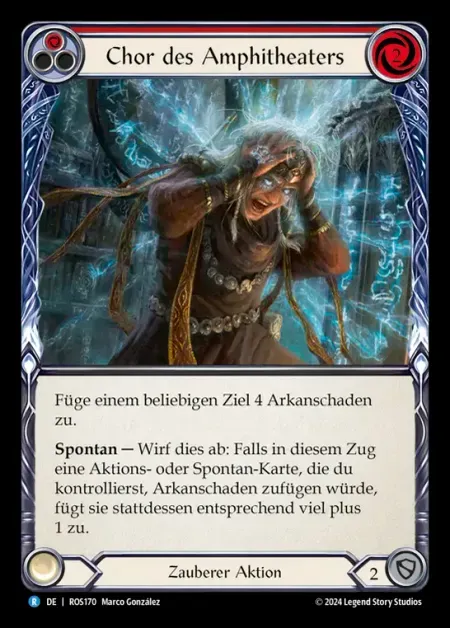 2
Chor des Amphitheaters
Füge einem beliebigen Ziel 4 Arkanschaden
zu.
Spontan — Wirf dies ab: Falls in diesem Zug
eine Aktions- oder Spontan-Karte, die du
kontrollierst, Arkanschaden zufügen würde,
fügt sie stattdessen entsprechend viel plus
1 zu.
Zauberer Aktion
2
R DE | ROS170 Marco González
© 2024 Legend Story Studios